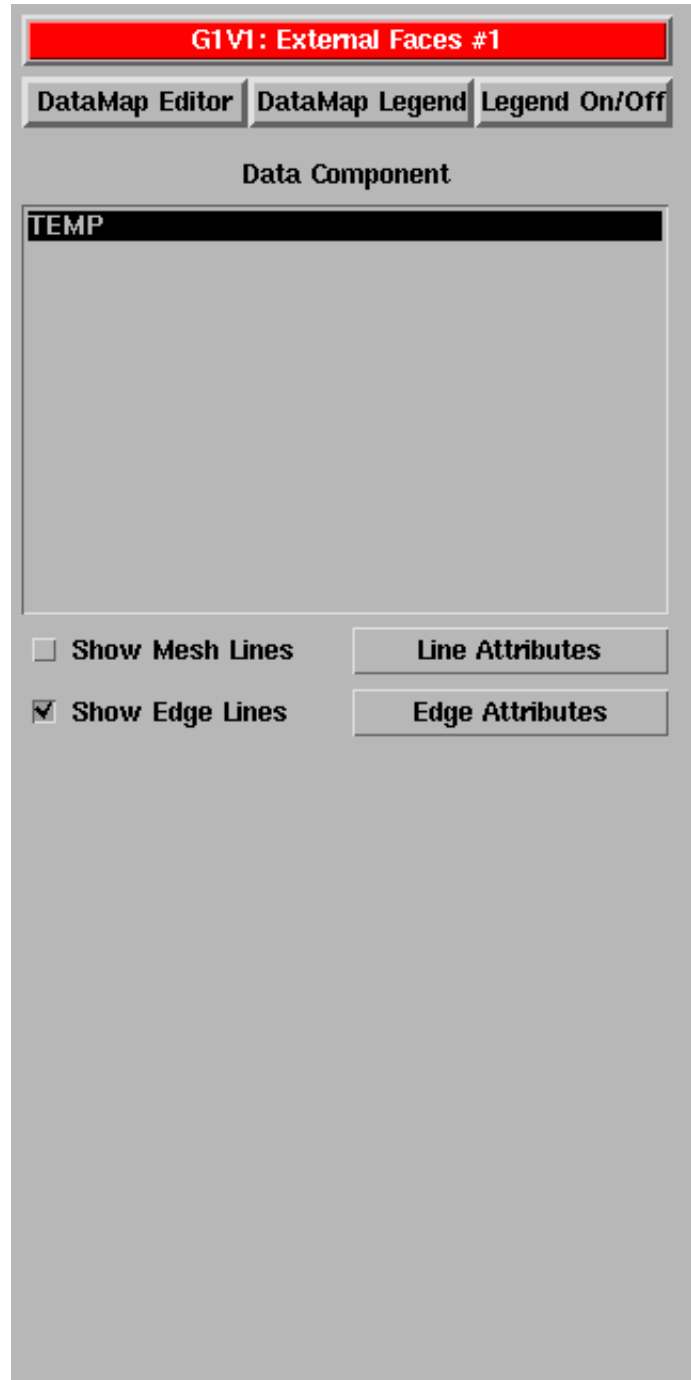 G1V1: External Faces #1
DataMap Editor DataMap Legend Legend On/Off
Data Component
TEMP
Show Mesh Lines Line Attributes
Show Edge Lines Edge Attributes